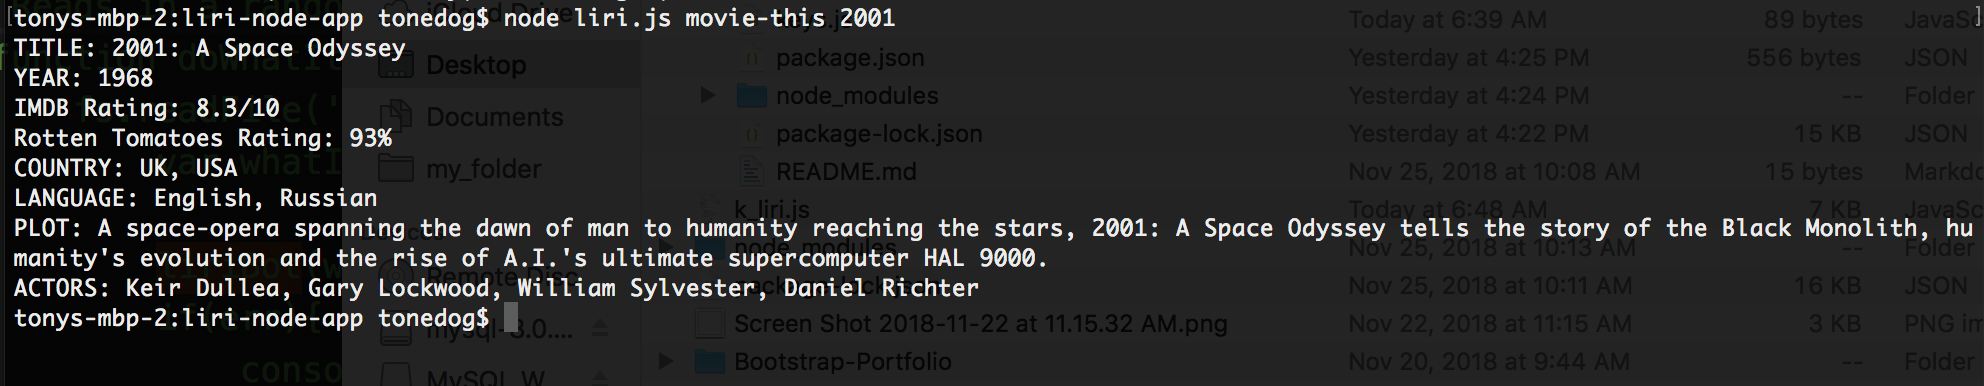 [tonys-mbp-2:liri-node-app tonedog$ node liri.js movie-this 2001 ]
TITLE: 2001: A Space Odyssey
YEAR: 1968
IMDB Rating: 8.3/10
Rotten Tomatoes Rating: 93%
COUNTRY: UK, USA
LANGUAGE: English, Russian
PLOT: A space-opera spanning the dawn of man to humanity reaching the stars, 2001: A Space Odyssey tells the story of the Black Monolith, hu
manity's evolution and the rise of A.I.'s ultimate supercomputer HAL 9000.
ACTORS: Keir Dullea, Gary Lockwood, William Sylvester, Daniel Richter
tonys-mbp-2:liri-node-app tonedog$
iCloud Drive
Desktop
Documents
my_folder
Remote Disc
MySQL W
Today at 6:39 AM 89 bytes JavaSc
package.json Yesterday at 4:25 PM 556 bytes JSON
node_modules Yesterday at 4:24 PM -- Folder
package-lock.json Yesterday at 4:22 PM 15 KB JSON
README.md Nov 25, 2018 at 10:08 AM 15 bytes Markdo
k_liri.js Today at 6:48 AM 7 KB JavaSc
node_modules Nov 25, 2018 at 10:13 AM -- Folder
Nov 25, 2018 at 10:11 AM 16 KB JSON
Screen Shot 2018-11-22 at 11.15.32 AM.png Nov 22, 2018 at 11:15 AM 3 KB PNG im
Bootstrap-Portfolio Nov 20, 2018 at 9:44 AM -- Folder
conso